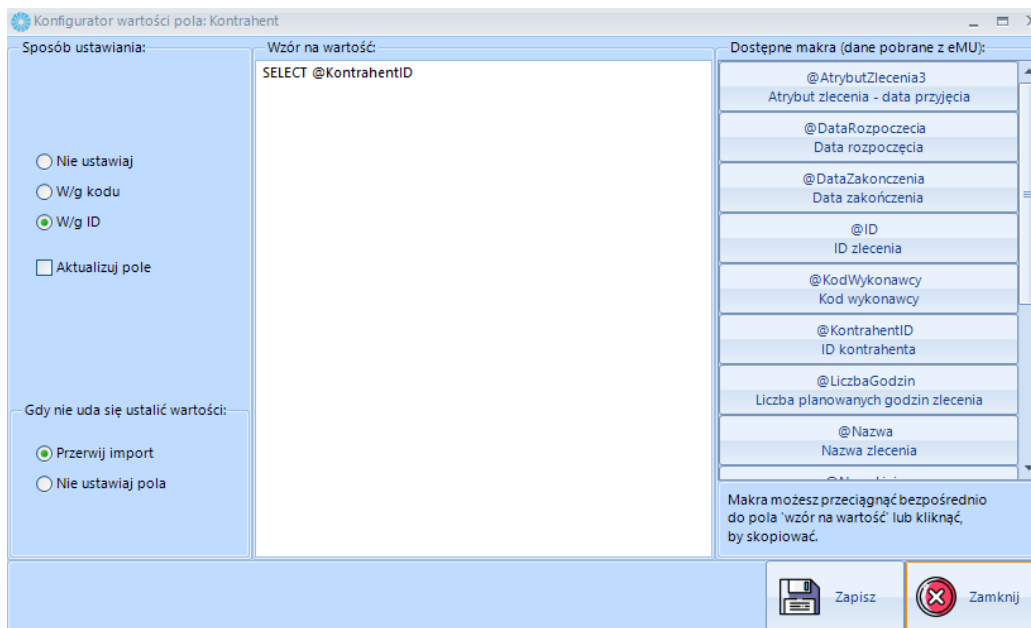 Konfigurator wartości pola: Kontrahent
Sposób ustawiania:
Nie ustawiaj
W/g kodu
W/g ID
Aktualizuj pole
Gdy nie uda się ustalić wartości:
Przerwij import
Nie ustawiaj pola
Wzór na wartość:
SELECT @KontrahentID
Dostępne makra (dane pobrane z eMU):
@AtrybutZlecenia3
Atrybut zlecenia - data przyjęcia
@DataRozpoczecia
Data rozpoczęcia
@DataZakonczenia
Data zakończenia
@ID
ID zlecenia
@KodWykonawcy
Kod wykonawcy
@KontrahentID
ID kontrahenta
@LiczbaGodzin
Liczba planowanych godzin zlecenia
@Nazwa
Nazwa zlecenia
Makra możesz przeciągnąć bezpośrednio
do pola 'wzór na wartość' lub kliknąć,
by skopiować.
Zapisz
Zamknij